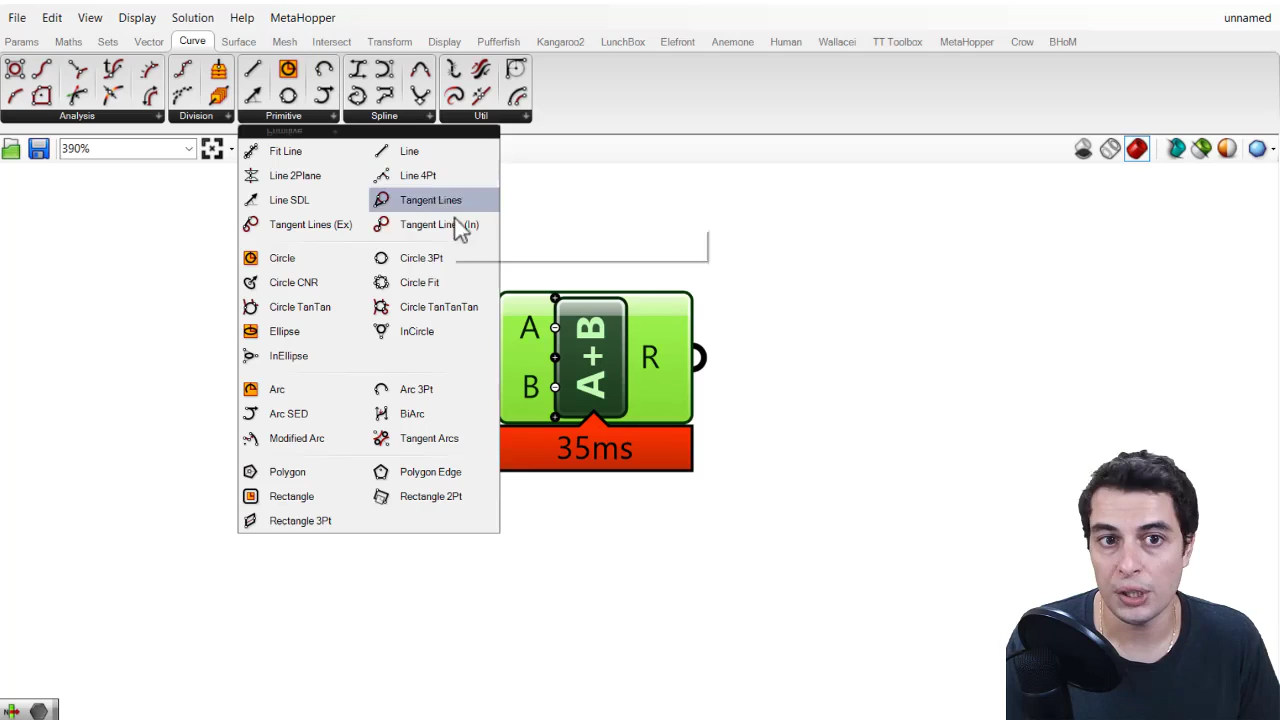 File Edit View Display Solution Help MetaHopper unnamed
Params Maths Sets Vector Curve Surface Mesh Intersect Transform Display Pufferfish Kangaroo2 LunchBox Elefront Anemone Human Wallacei TT Toolbox MetaHopper Crow BHoM
Analysis Division Primitive Spline Util
390%
Primitive
Fit Line Line
Line 2Plane Line 4Pt
Line SDL Tangent Lines
Tangent Lines (Ex) Tangent Lines (In)
Circle Circle 3Pt
Circle CNR Circle Fit
Circle TanTan Circle TanTanTan
Ellipse InCircle
InEllipse
Arc Arc 3Pt
Arc SED BiArc
Modified Arc Tangent Arcs
Polygon Polygon Edge
Rectangle Rectangle 2Pt
Rectangle 3Pt
A
B
A+B
R
35ms